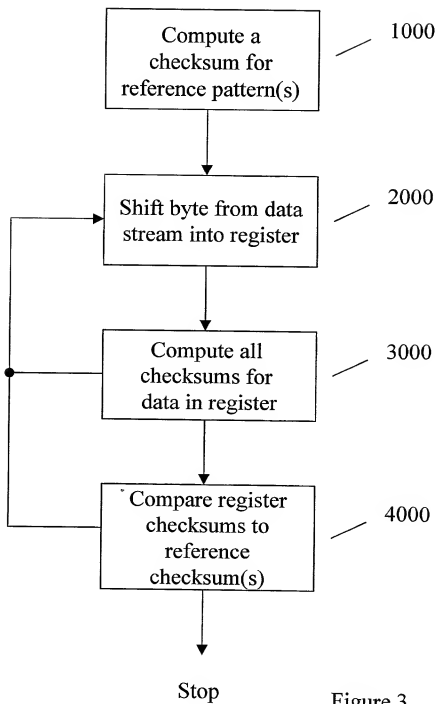 Compute a
checksum for
reference pattern(s)
1000
Shift byte from data
stream into register
2000
Compute all
checksums for
data in register
3000
Compare register
checksums to
reference
checksum(s)
4000
Stop
Figure 3